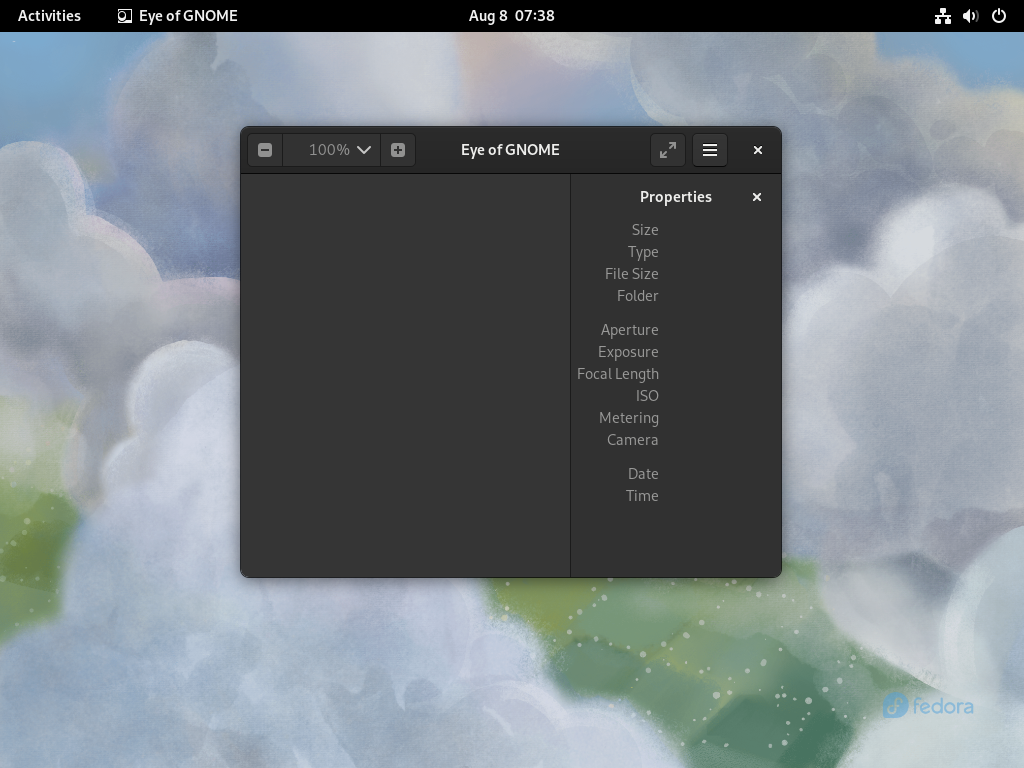 Activities
Eye of GNOME
Aug 8 07:38
100%
Eye of GNOME
Properties
Size
Type
File Size
Folder
Aperture
Exposure
Focal Length
ISO
Metering
Camera
Date
Time
fedora